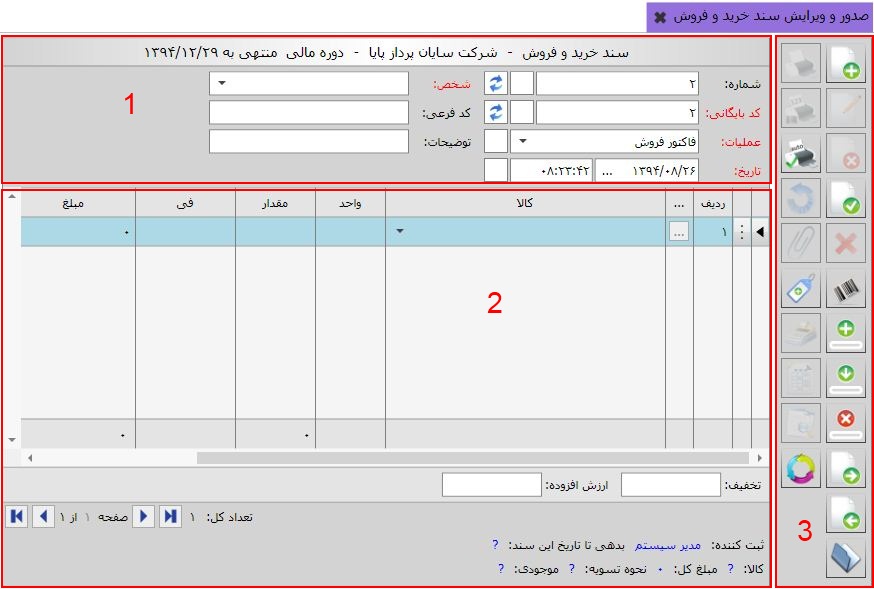 صدور و ویرایش سند خرید و فروش
سند خرید و فروش - شرکت سایان پرداز پایا - دوره مالی منتهی به ۱۳۹۴/۱۲/۲۹
شماره: ۲ شخص:
کد بایگانی: ۲ کد فرعی:
عملیات: فاکتور فروش توضیحات:
تاریخ: ۱۳۹۴/۰۸/۲۶ ... ۰۸:۲۳:۴۲
1
ردیف ... کالا واحد مقدار فی مبلغ
۱ ... ۰
2
۰ ۰
تخفیف: ارزش افزوده:
تعداد کل: ۱ صفحه ۱ از ۱
ثبت کننده: مدیر سیستم بدهی تا تاریخ این سند: ?
کالا: ? مبلغ کل: ۰ نحوه تسویه: ? موجودی: ?
auto
3